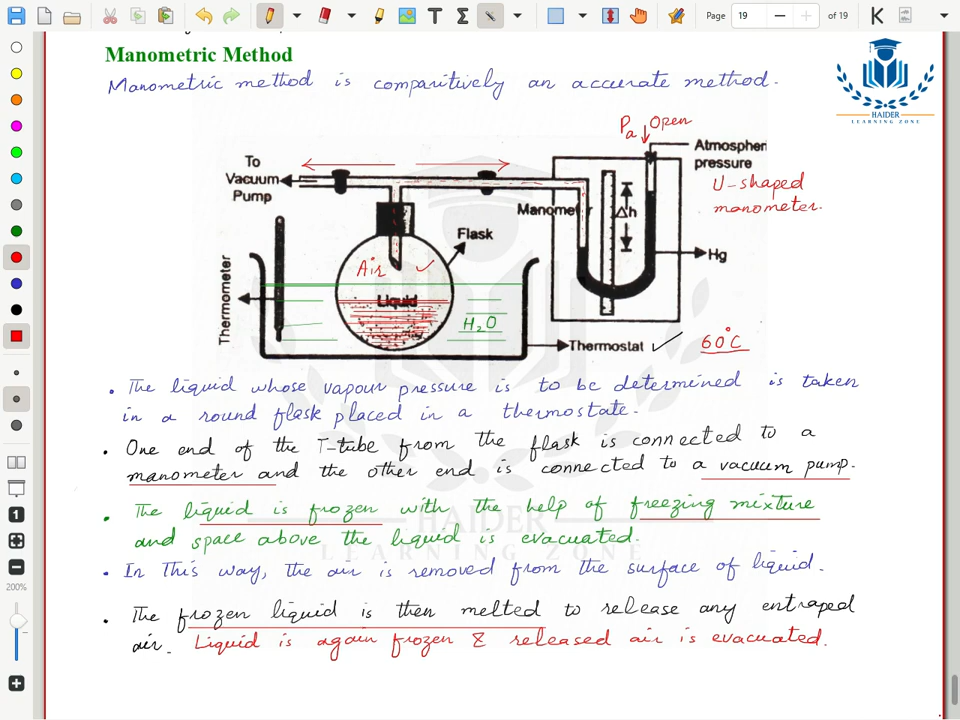 Page 19 of 19
Manometric Method
Manometric method is comparitively an accurate method.
HAIDER
LEARNING ZONE
Pa Open
To
Vacuum
Pump
Atmospheri
pressure
U-shaped
manometer.
Manometer
Δh
Flask
Hg
Air
Liquid
H2O
Thermometer
Thermostat
60°C
• The liquid whose vapour pressure is to be determined is taken
in a round flask placed in a thermostate.
• One end of the T-tube from the flask is connected to a
manometer and the other end is connected to a vacuum pump.
• The liquid is frozen with the help of freezing mixture
and space above the liquid is evacuated.
HAIDER
LEARNING ZONE
• In This way, the air is removed from the surface of liquid.
• The frozen liquid is then melted to release any entraped
air. Liquid is again frozen & released air is evacuated.
1
200%